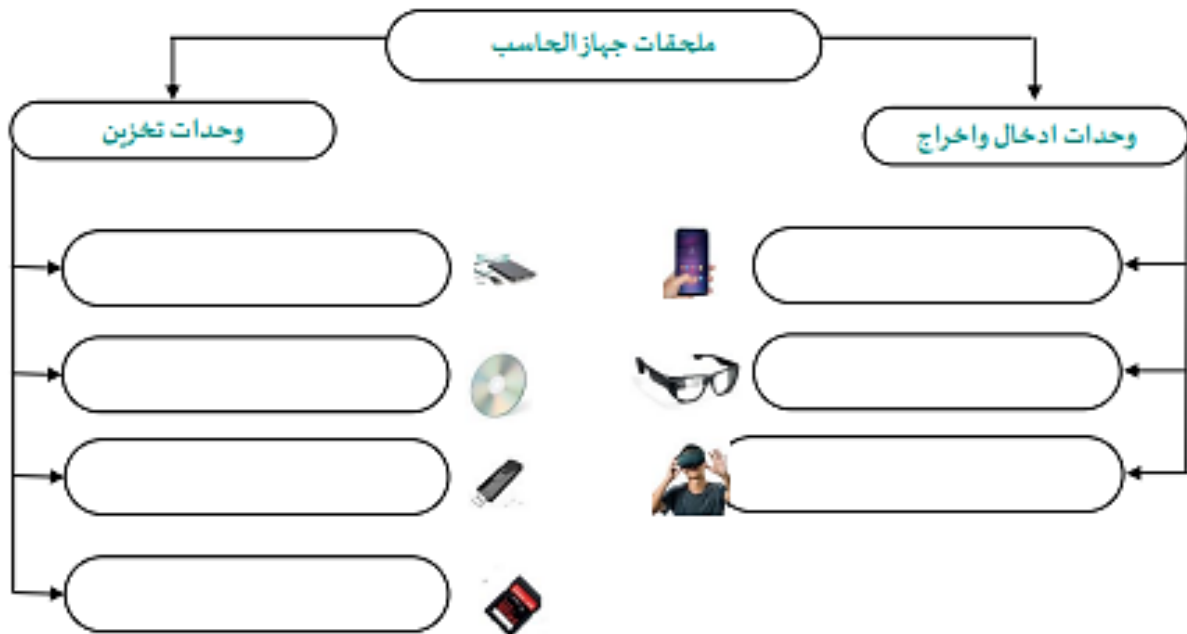 ملحقات جهاز الحاسب
وحدات ادخال واخراج
وحدات تخزين